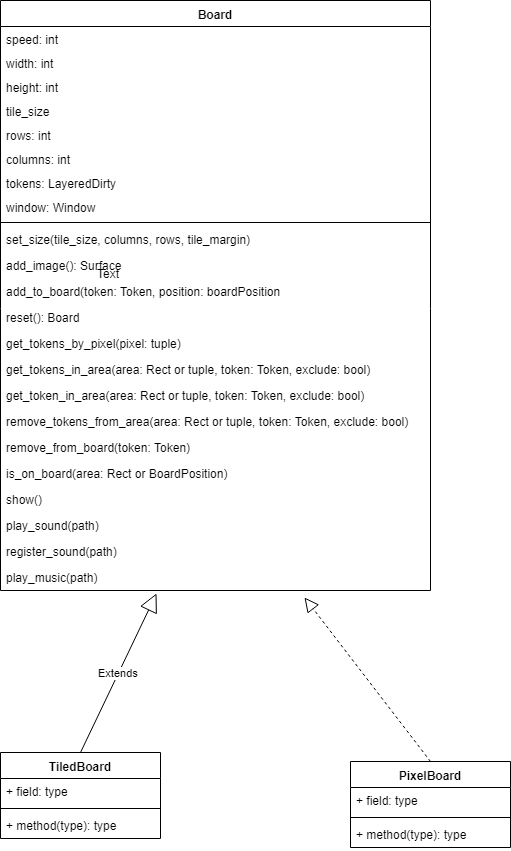 Board
speed: int
width: int
height: int
tile_size
rows: int
columns: int
tokens: LayeredDirty
window: Window
set_size(tile_size, columns, rows, tile_margin)
add_image(): Surface
Text
add_to_board(token: Token, position: boardPosition
reset(): Board
get_tokens_by_pixel(pixel: tuple)
get_tokens_in_area(area: Rect or tuple, token: Token, exclude: bool)
get_token_in_area(area: Rect or tuple, token: Token, exclude: bool)
remove_tokens_from_area(area: Rect or tuple, token: Token, exclude: bool)
remove_from_board(token: Token)
is_on_board(area: Rect or BoardPosition)
show()
play_sound(path)
register_sound(path)
play_music(path)
Extends
TiledBoard
+ field: type
+ method(type): type
PixelBoard
+ field: type
+ method(type): type